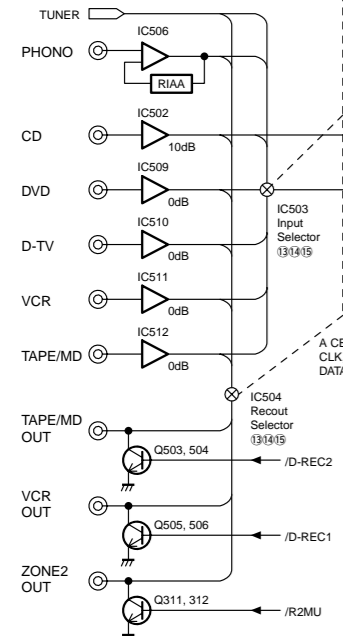 TUNER
PHONO
IC506
RIAA
CD
IC502
10dB
DVD
IC509
0dB
IC503
Input
Selector
⑬⑭⑮
D-TV
IC510
0dB
VCR
IC511
0dB
TAPE/MD
IC512
0dB
A CE
CLK
DATA
IC504
Recout
Selector
⑬⑭⑮
TAPE/MD
OUT
Q503, 504
/D-REC2
VCR
OUT
Q505, 506
/D-REC1
ZONE2
OUT
Q311, 312
/R2MU